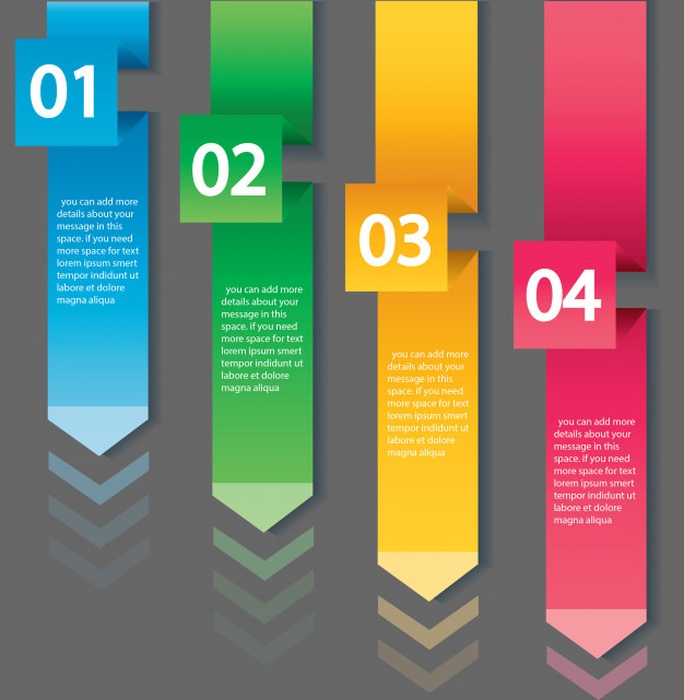 01
you can add more
details about your
message in this
space. if you need
more space for text
lorem ipsum smert
tempor indidunt ut
labore et dolore
magna aliqua
02
you can add more
details about your
message in this
space. if you need
more space for text
lorem ipsum smert
tempor indidunt ut
labore et dolore
magna aliqua
03
you can add more
details about your
message in this
space. if you need
more space for text
lorem ipsum smert
tempor indidunt ut
labore et dolore
magna aliqua
04
you can add more
details about your
message in this
space. if you need
more space for text
lorem ipsum smert
tempor indidunt ut
labore et dolore
magna aliqua